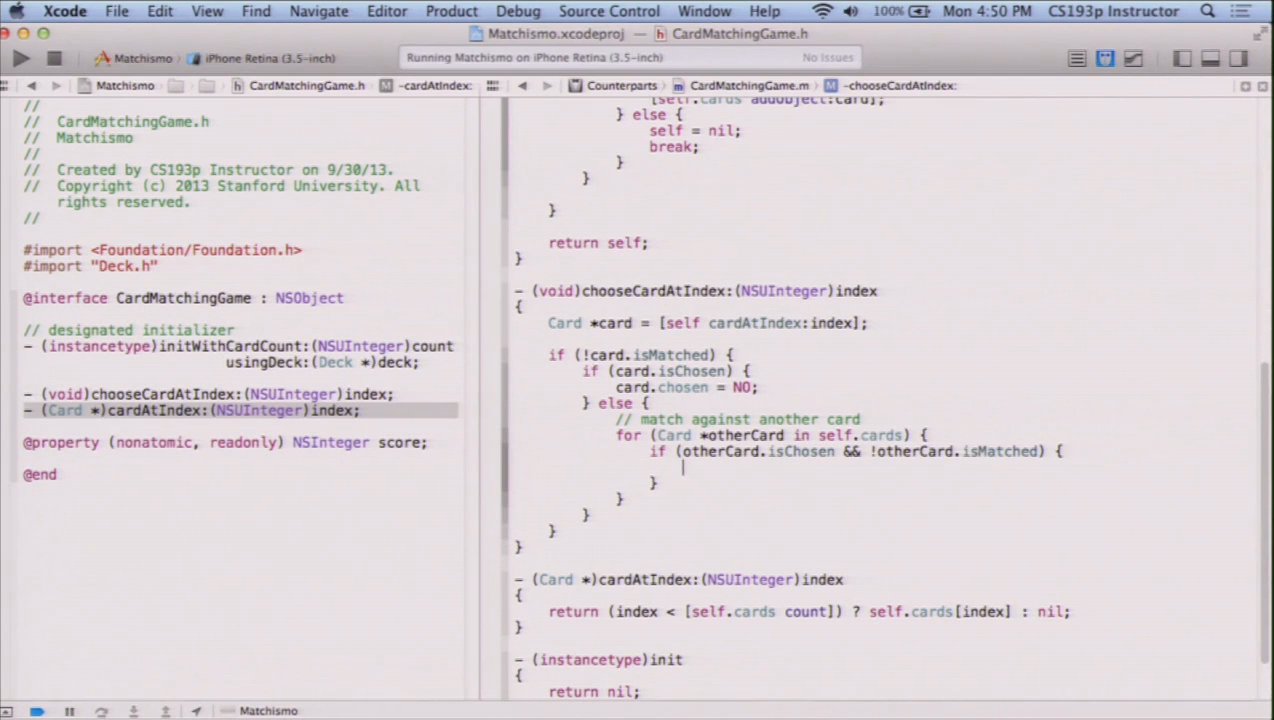 Xcode File Edit View Find Navigate Editor Product Debug Source Control Window Help 100% Mon 4:50 PM CS193p Instructor
Matchismo.xcodeproj — CardMatchingGame.h
Matchismo iPhone Retina (3.5-inch) Running Matchismo on iPhone Retina (3.5-inch) No Issues
Matchismo CardMatchingGame.h -cardAtIndex:
//
// CardMatchingGame.h
// Matchismo
//
// Created by CS193p Instructor on 9/30/13.
// Copyright (c) 2013 Stanford University. All
rights reserved.
//
#import <Foundation/Foundation.h>
#import "Deck.h"
@interface CardMatchingGame : NSObject
// designated initializer
- (instancetype)initWithCardCount:(NSUInteger)count
usingDeck:(Deck *)deck;
- (void)chooseCardAtIndex:(NSUInteger)index;
- (Card *)cardAtIndex:(NSUInteger)index;
@property (nonatomic, readonly) NSInteger score;
@end
Counterparts CardMatchingGame.m -chooseCardAtIndex:
[self.cards addObject:card];
} else {
self = nil;
break;
}
}
}
return self;
}
- (void)chooseCardAtIndex:(NSUInteger)index
{
Card *card = [self cardAtIndex:index];
if (!card.isMatched) {
if (card.isChosen) {
card.chosen = NO;
} else {
// match against another card
for (Card *otherCard in self.cards) {
if (otherCard.isChosen && !otherCard.isMatched) {
}
}
}
}
}
- (Card *)cardAtIndex:(NSUInteger)index
{
return (index < [self.cards count]) ? self.cards[index] : nil;
}
- (instancetype)init
{
return nil;
Matchismo